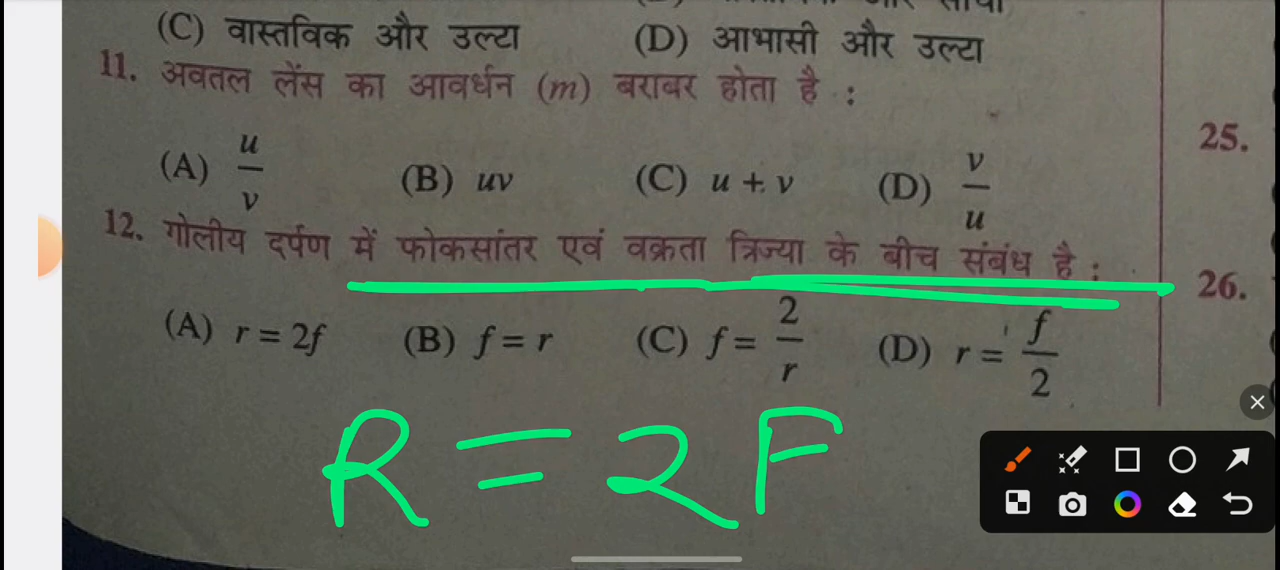 (C) वास्तविक और उल्टा (D) आभासी और उल्टा
11. अवतल लेंस का आवर्धन (m) बराबर होता है :
(A) u/v (B) uv (C) u + v (D) v/u
25.
12. गोलीय दर्पण में फोकसांतर एवं वक्रता त्रिज्या के बीच संबंध है :
26.
(A) r = 2f (B) f = r (C) f = 2/r (D) r = f/2
R = 2F